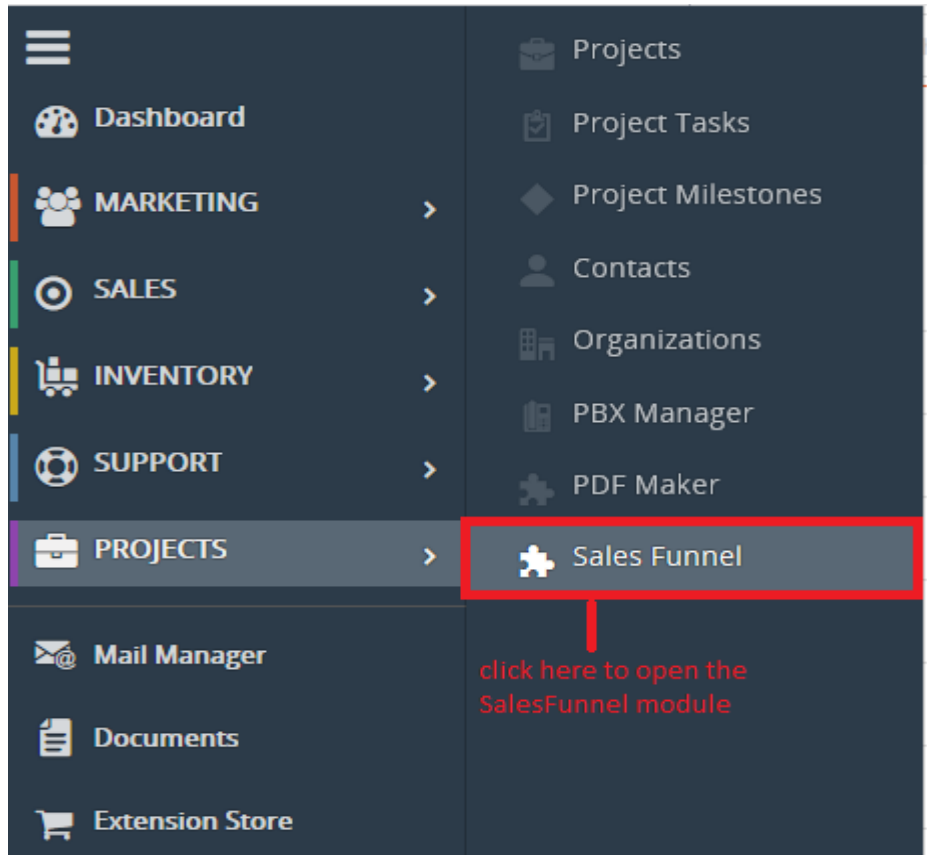 Dashboard
MARKETING
SALES
INVENTORY
SUPPORT
PROJECTS
Mail Manager
Documents
Extension Store
Projects
Project Tasks
Project Milestones
Contacts
Organizations
PBX Manager
PDF Maker
Sales Funnel
click here to open the
SalesFunnel module